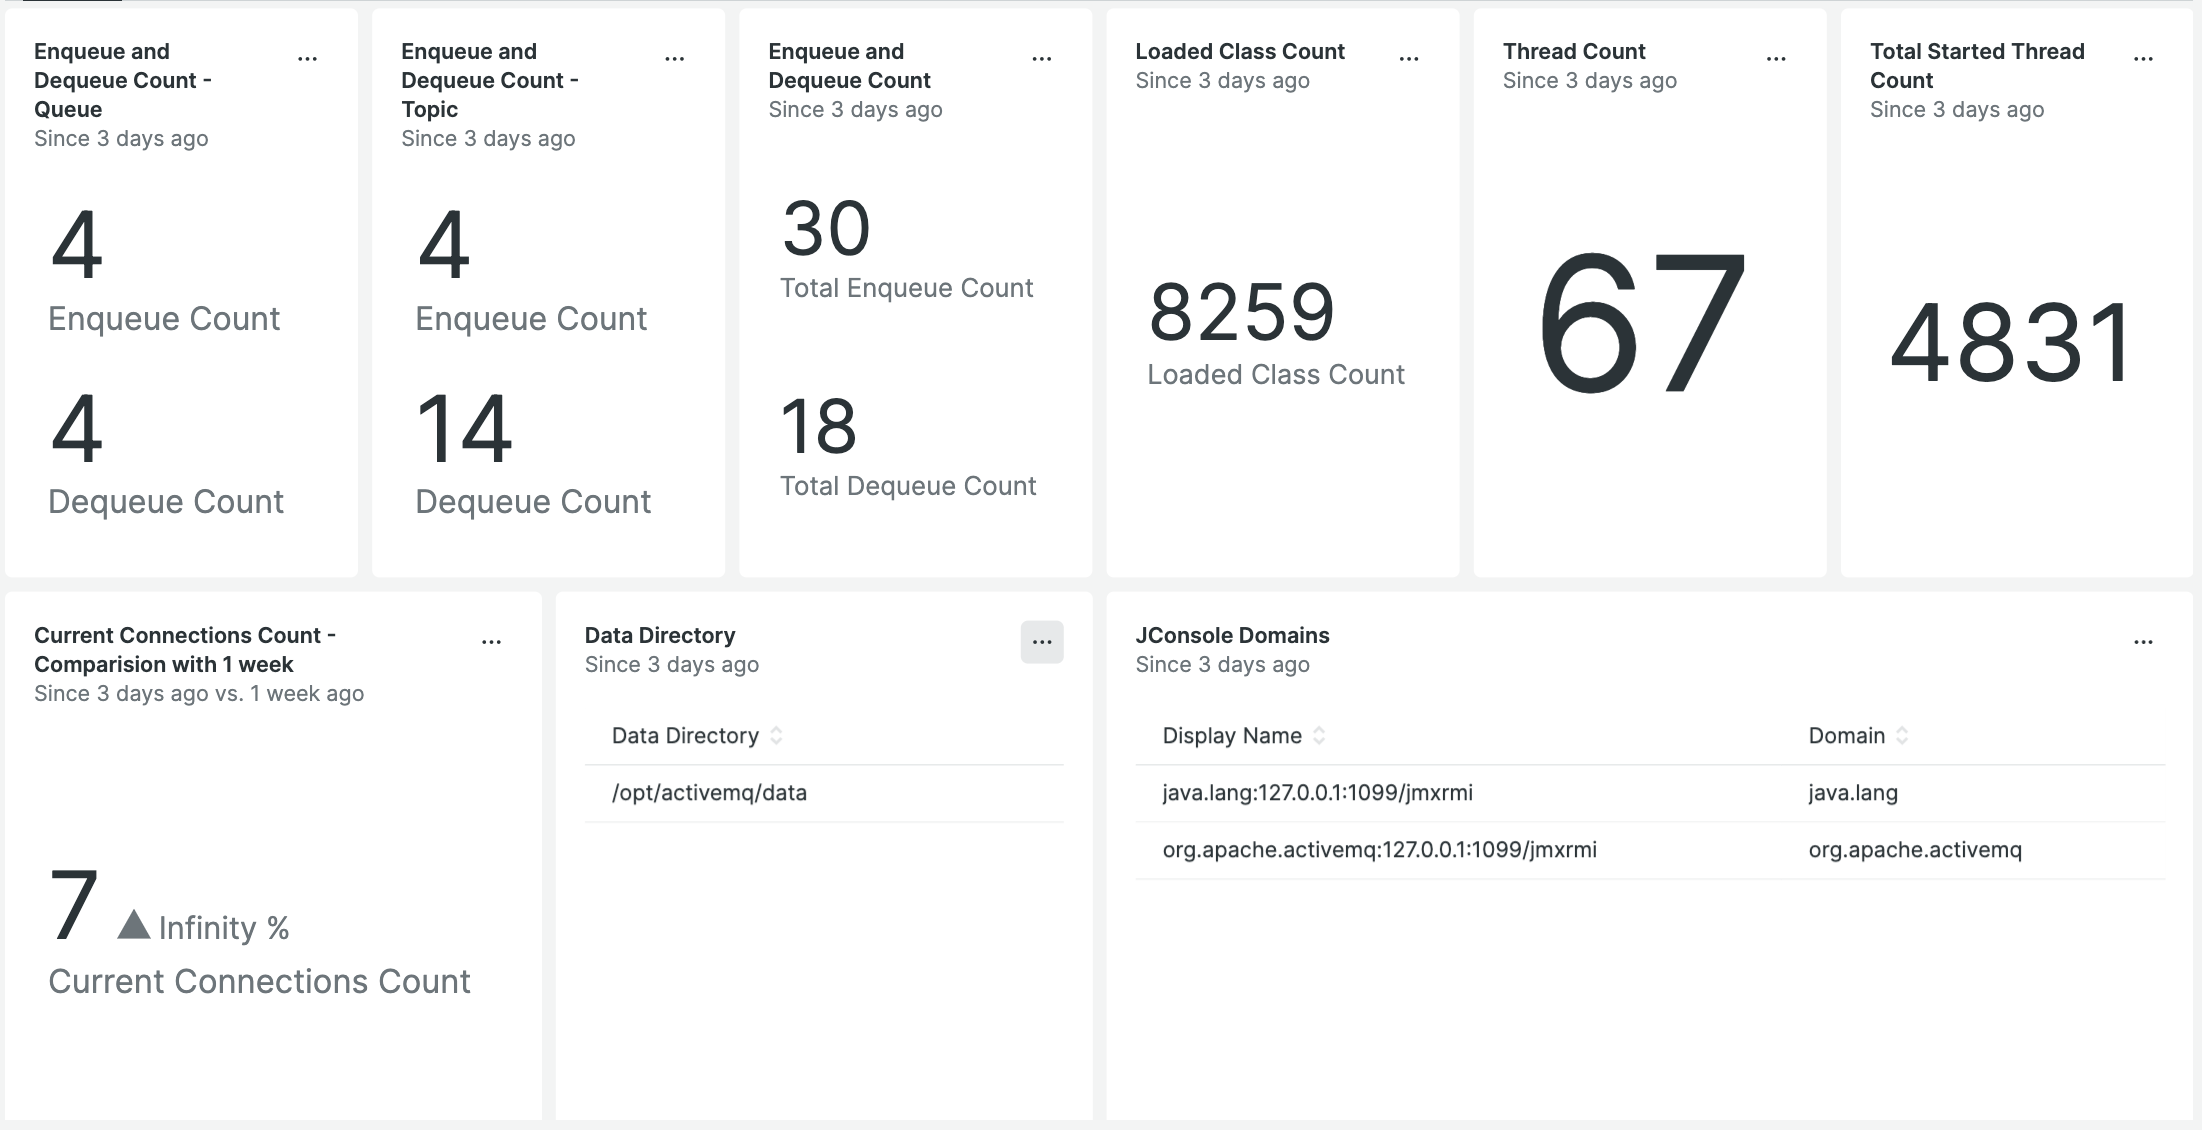 Enqueue and
Dequeue Count -
Queue
Since 3 days ago
4
Enqueue Count
4
Dequeue Count
Enqueue and
Dequeue Count -
Topic
Since 3 days ago
4
Enqueue Count
14
Dequeue Count
Enqueue and
Dequeue Count
Since 3 days ago
30
Total Enqueue Count
18
Total Dequeue Count
Loaded Class Count
Since 3 days ago
8259
Loaded Class Count
Thread Count
Since 3 days ago
67
Total Started Thread
Count
Since 3 days ago
4831
Current Connections Count -
Comparision with 1 week
Since 3 days ago vs. 1 week ago
7 ▲ Infinity %
Current Connections Count
Data Directory
Since 3 days ago
Data Directory
/opt/activemq/data
JConsole Domains
Since 3 days ago
Display Name Domain
java.lang:127.0.0.1:1099/jmxrmi java.lang
org.apache.activemq:127.0.0.1:1099/jmxrmi org.apache.activemq